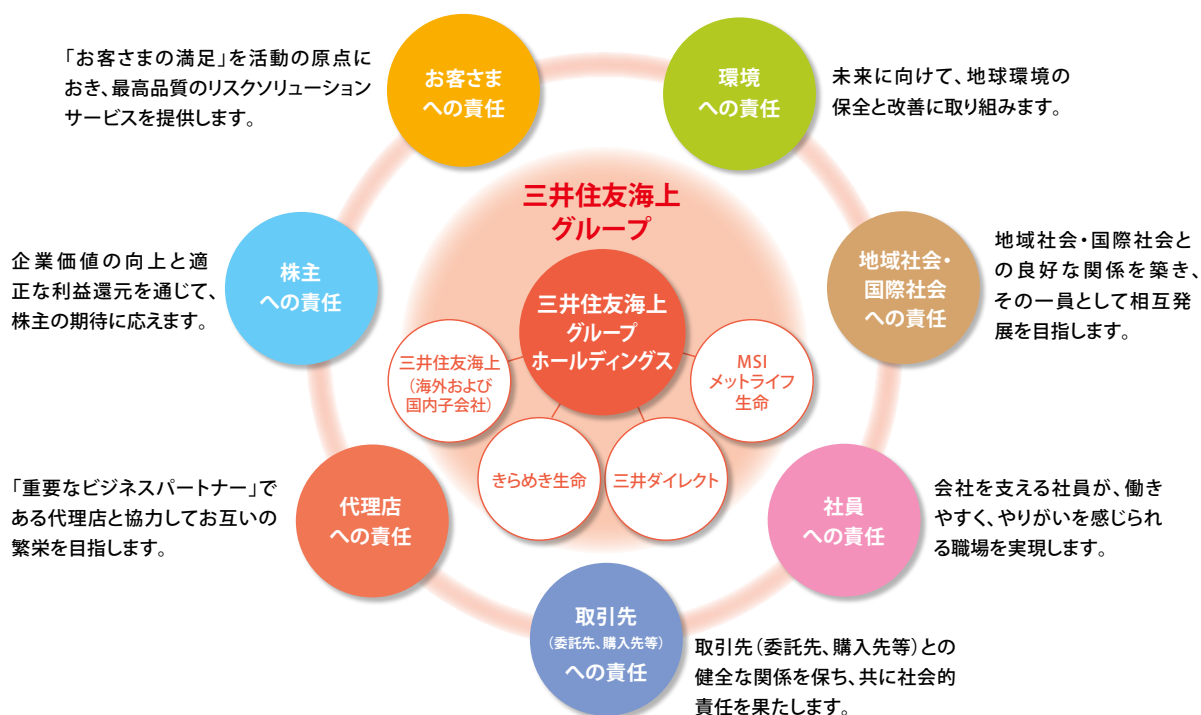 「お客さまの満足」を活動の原点に
おき、最高品質のリスクソリューション
サービスを提供します。
お客さま
への責任
環境
への責任
未来に向けて、地球環境の
保全と改善に取り組みます。
三井住友海上
グループ
企業価値の向上と適
正な利益還元を通じて、
株主の期待に応えます。
株主
への責任
地域社会・
国際社会
への責任
地域社会・国際社会と
の良好な関係を築き、
その一員として相互発
展を目指します。
三井住友海上
グループ
ホールディングス
三井住友海上
（海外および
国内子会社）
MSI
メットライフ
生命
きらめき生命
三井ダイレクト
「重要なビジネスパートナー」で
ある代理店と協力してお互いの
繁栄を目指します。
代理店
への責任
社員
への責任
会社を支える社員が、働き
やすく、やりがいを感じられ
る職場を実現します。
取引先
（委託先、購入先等）
への責任
取引先（委託先、購入先等）との
健全な関係を保ち、共に社会的
責任を果たします。